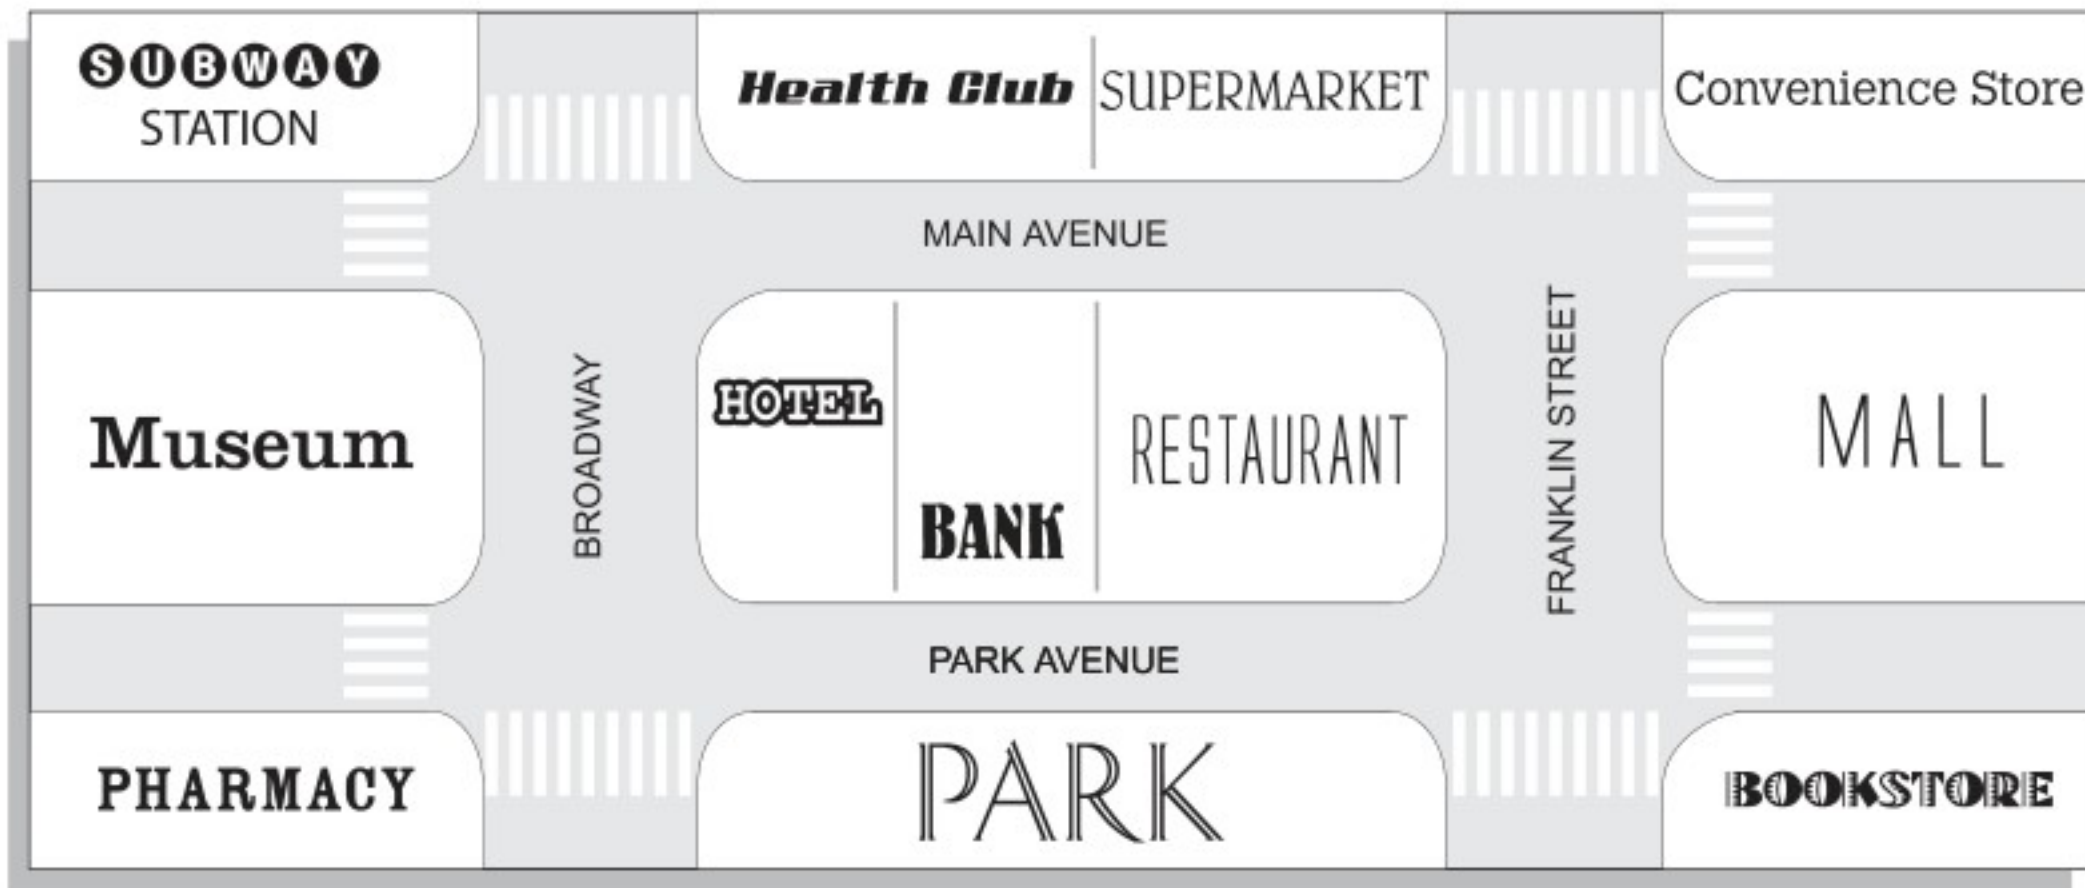 SUBWAY
STATION
Health Club
SUPERMARKET
Convenience Store
MAIN AVENUE
Museum
BROADWAY
HOTEL
BANK
RESTAURANT
FRANKLIN STREET
MALL
PARK AVENUE
PHARMACY
PARK
BOOKSTORE